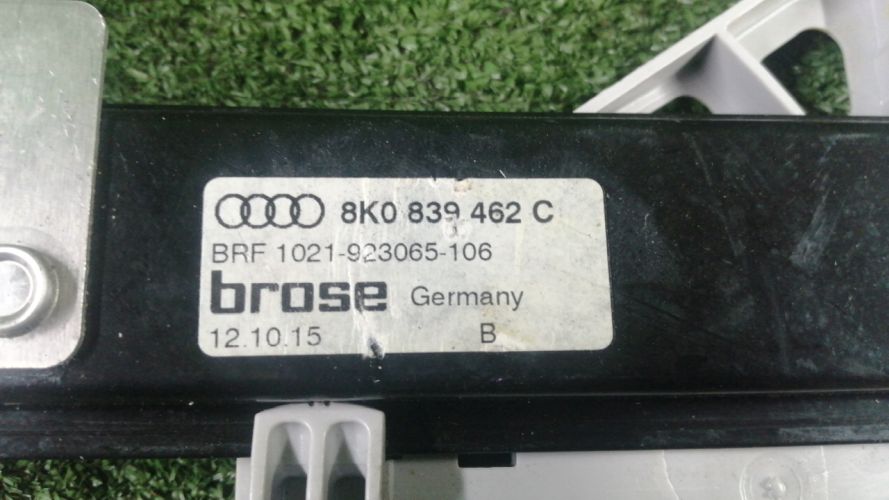 8K0 839 462 C
BRF 1021-923065-106
brose Germany
12.10.15 B